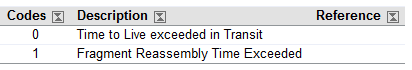 Codes Description Reference
0 Time to Live exceeded in Transit
1 Fragment Reassembly Time Exceeded